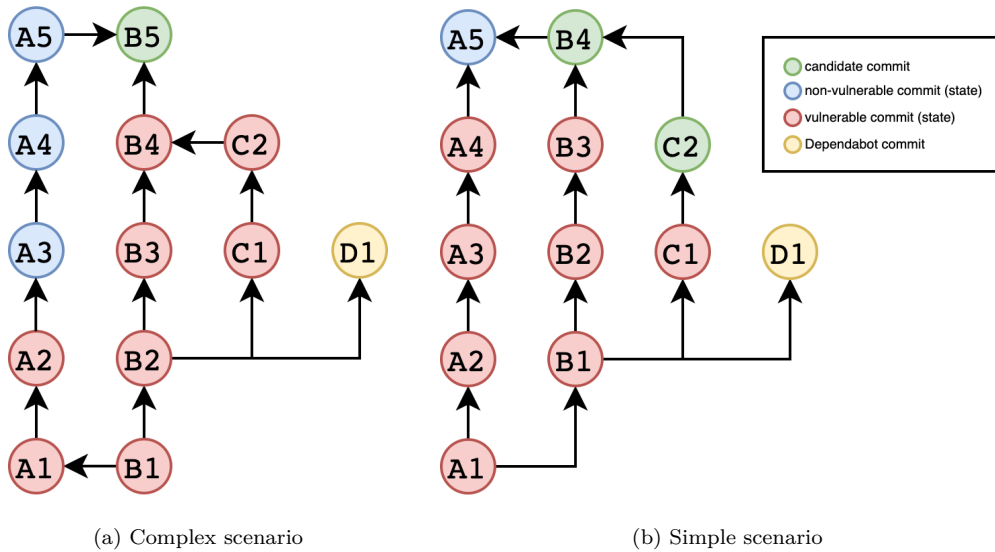 A5 B5 A5 B4
candidate commit
non-vulnerable commit (state)
vulnerable commit (state)
Dependabot commit
A4 B4 C2 A4 B3 C2
A3 B3 C1 D1 A3 B2 C1 D1
A2 B2 A2 B1
A1 B1 A1
(a) Complex scenario (b) Simple scenario